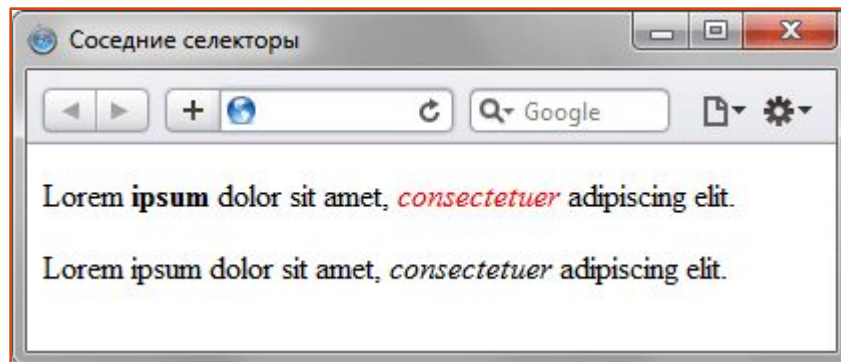 Соседние селекторы
Google
Lorem ipsum dolor sit amet, consectetuer adipiscing elit.
Lorem ipsum dolor sit amet, consectetuer adipiscing elit.